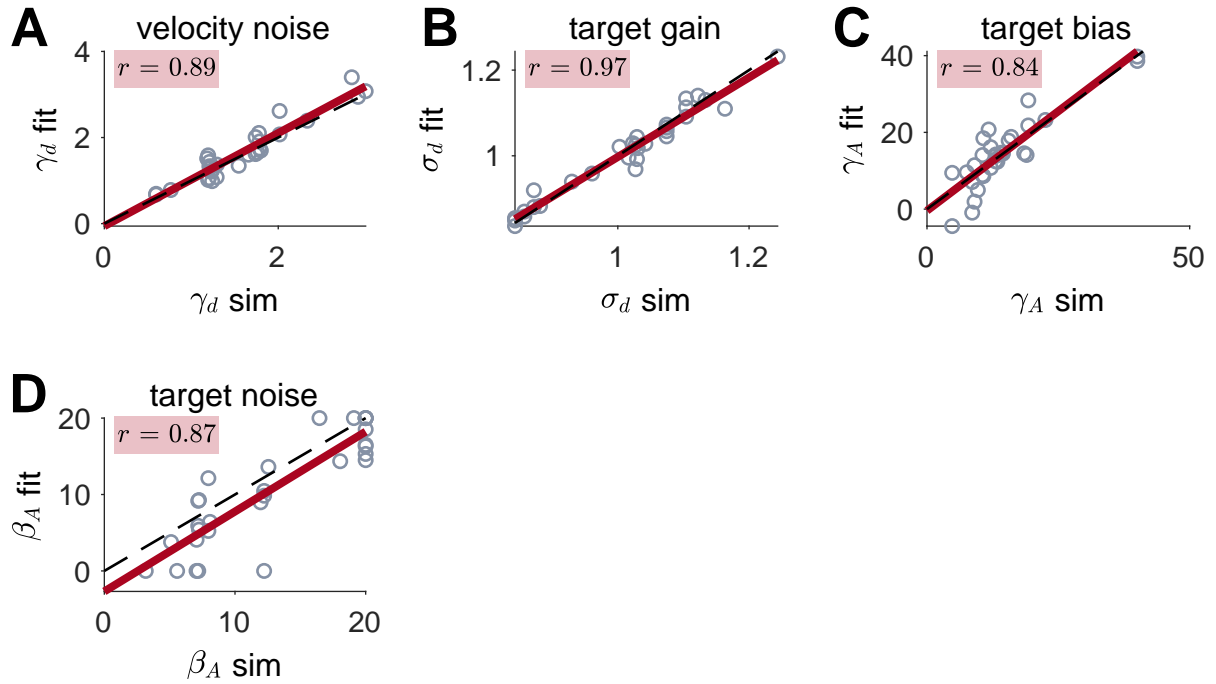 A
velocity noise
r = 0.89
4
2
0
γd fit
0
2
γd sim
B
target gain
r = 0.97
1.2
1
σd fit
1
1.2
σd sim
C
target bias
r = 0.84
40
20
0
γA fit
0
50
γA sim
D
target noise
r = 0.87
20
10
0
βA fit
0
10
20
βA sim